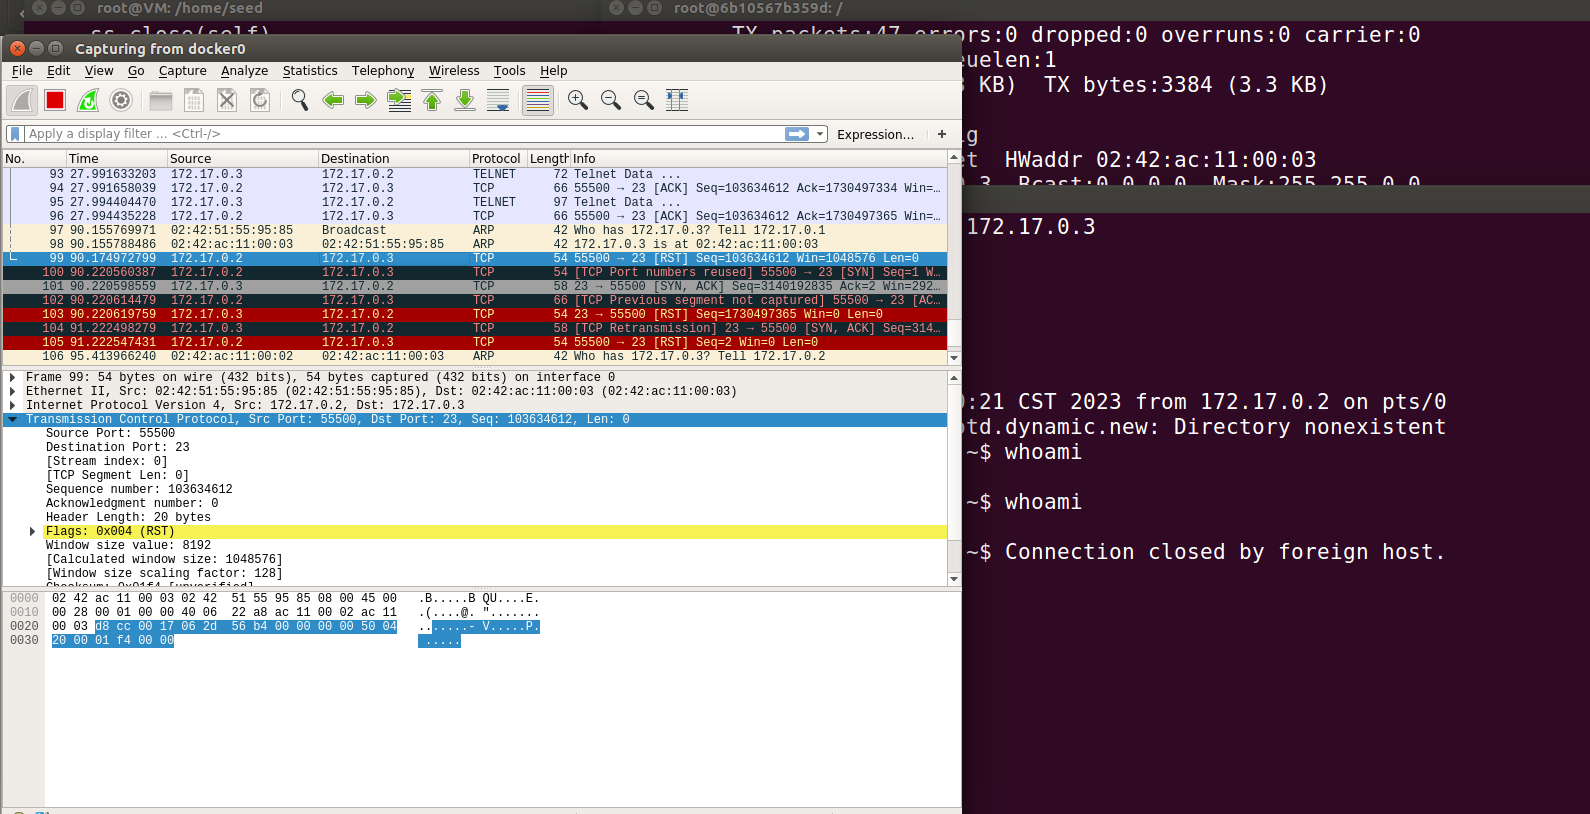 root@VM: /home/seed
root@6b10567b359d: /
ss.close(self)
TX packets:47 errors:0 dropped:0 overruns:0 carrier:0
Capturing from docker0
euelen:1
File Edit View Go Capture Analyze Statistics Telephony Wireless Tools Help
KB) TX bytes:3384 (3.3 KB)
Apply a display filter ... <Ctrl-/>
Expression... +
ig
No. Time Source Destination Protocol Length Info
et HWaddr 02:42:ac:11:00:03
93 27.991633203 172.17.0.3 172.17.0.2 TELNET 72 Telnet Data ...
0.3 Bcast:0.0.0.0 Mask:255.255.0.0
94 27.991658039 172.17.0.2 172.17.0.3 TCP 66 55500 → 23 [ACK] Seq=103634612 Ack=1730497334 Win=…
95 27.994404470 172.17.0.3 172.17.0.2 TELNET 97 Telnet Data ...
96 27.994435228 172.17.0.2 172.17.0.3 TCP 66 55500 → 23 [ACK] Seq=103634612 Ack=1730497365 Win=…
97 90.155769971 02:42:51:55:95:85 Broadcast ARP 42 Who has 172.17.0.3? Tell 172.17.0.1
172.17.0.3
98 90.155788486 02:42:ac:11:00:03 02:42:51:55:95:85 ARP 42 172.17.0.3 is at 02:42:ac:11:00:03
99 90.174972799 172.17.0.2 172.17.0.3 TCP 54 55500 → 23 [RST] Seq=103634612 Win=1048576 Len=0
100 90.220560387 172.17.0.2 172.17.0.3 TCP 54 [TCP Port numbers reused] 55500 → 23 [SYN] Seq=1 W…
101 90.220598559 172.17.0.3 172.17.0.2 TCP 58 23 → 55500 [SYN, ACK] Seq=3140192835 Ack=2 Win=292…
102 90.220614479 172.17.0.2 172.17.0.3 TCP 66 [TCP Previous segment not captured] 55500 → 23 [AC…
103 90.220619759 172.17.0.3 172.17.0.2 TCP 54 23 → 55500 [RST] Seq=1730497365 Win=0 Len=0
104 91.222498279 172.17.0.3 172.17.0.2 TCP 58 [TCP Retransmission] 23 → 55500 [SYN, ACK] Seq=314…
105 91.222547431 172.17.0.2 172.17.0.3 TCP 54 55500 → 23 [RST] Seq=2 Win=0 Len=0
106 95.413966240 02:42:ac:11:00:02 02:42:ac:11:00:03 ARP 42 Who has 172.17.0.3? Tell 172.17.0.2
Frame 99: 54 bytes on wire (432 bits), 54 bytes captured (432 bits) on interface 0
Ethernet II, Src: 02:42:51:55:95:85 (02:42:51:55:95:85), Dst: 02:42:ac:11:00:03 (02:42:ac:11:00:03)
Internet Protocol Version 4, Src: 172.17.0.2, Dst: 172.17.0.3
:21 CST 2023 from 172.17.0.2 on pts/0
Transmission Control Protocol, Src Port: 55500, Dst Port: 23, Seq: 103634612, Len: 0
otd.dynamic.new: Directory nonexistent
Source Port: 55500
Destination Port: 23
~$ whoami
[Stream index: 0]
[TCP Segment Len: 0]
Sequence number: 103634612
Acknowledgment number: 0
~$ whoami
Header Length: 20 bytes
Flags: 0x004 (RST)
Window size value: 8192
~$ Connection closed by foreign host.
[Calculated window size: 1048576]
[Window size scaling factor: 128]
Checksum: 0x01f4 [unverified]
0000 02 42 ac 11 00 03 02 42 51 55 95 85 08 00 45 00 .B.....B QU....E.
0010 00 28 00 01 00 00 40 06 22 a8 ac 11 00 02 ac 11 .(....@. ".......
0020 00 03 d8 cc 00 17 06 2d 56 b4 00 00 00 00 50 04 .......- V.....P.
0030 20 00 01 f4 00 00 .....